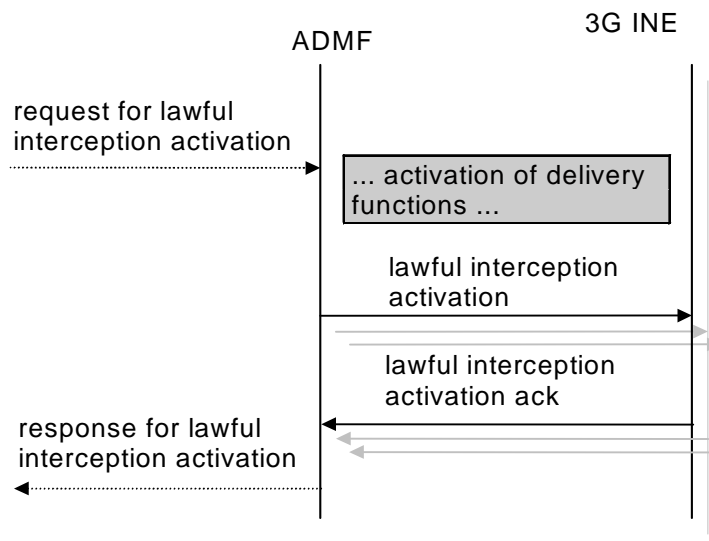 3G INE
ADMF
request for lawful
interception activation
... activation of delivery
functions ...
lawful interception
activation
lawful interception
activation ack
response for lawful
interception activation